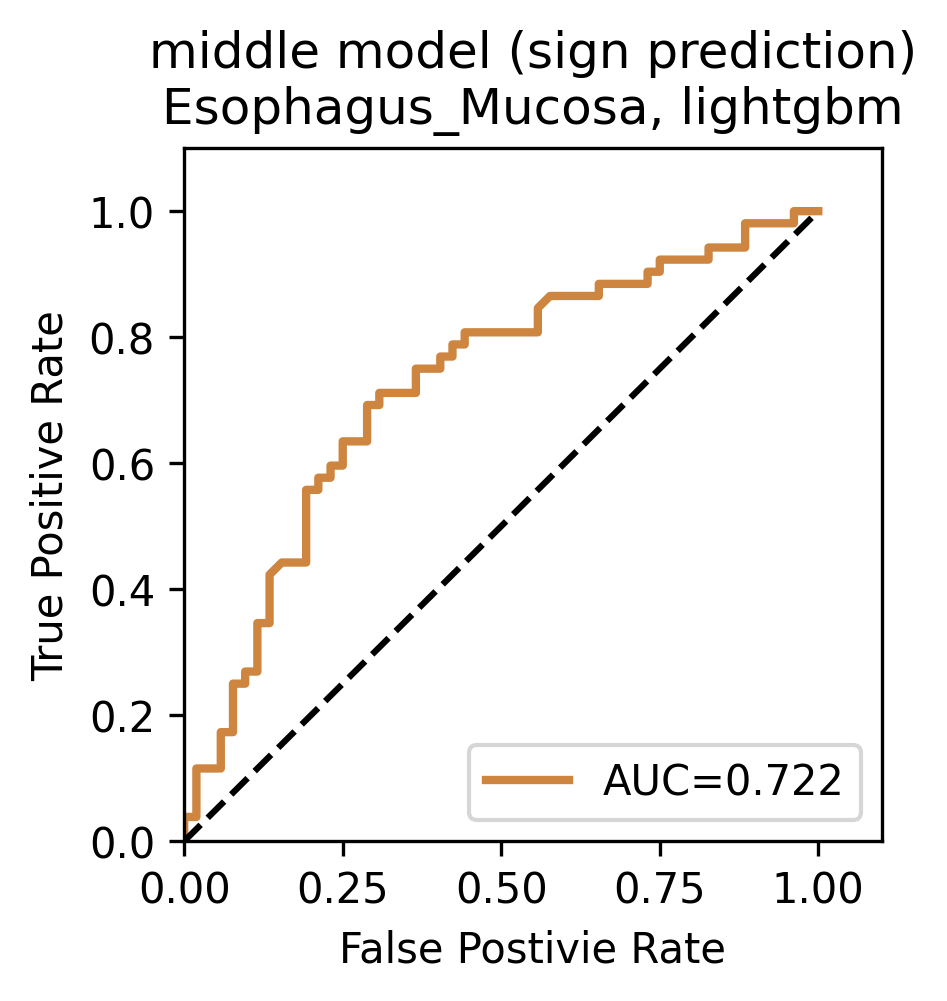 middle model (sign prediction)
Esophagus_Mucosa, lightgbm
True Positive Rate
1.0
0.8
0.6
0.4
0.2
0.0
AUC=0.722
0.00 0.25 0.50 0.75 1.00
False Postivie Rate